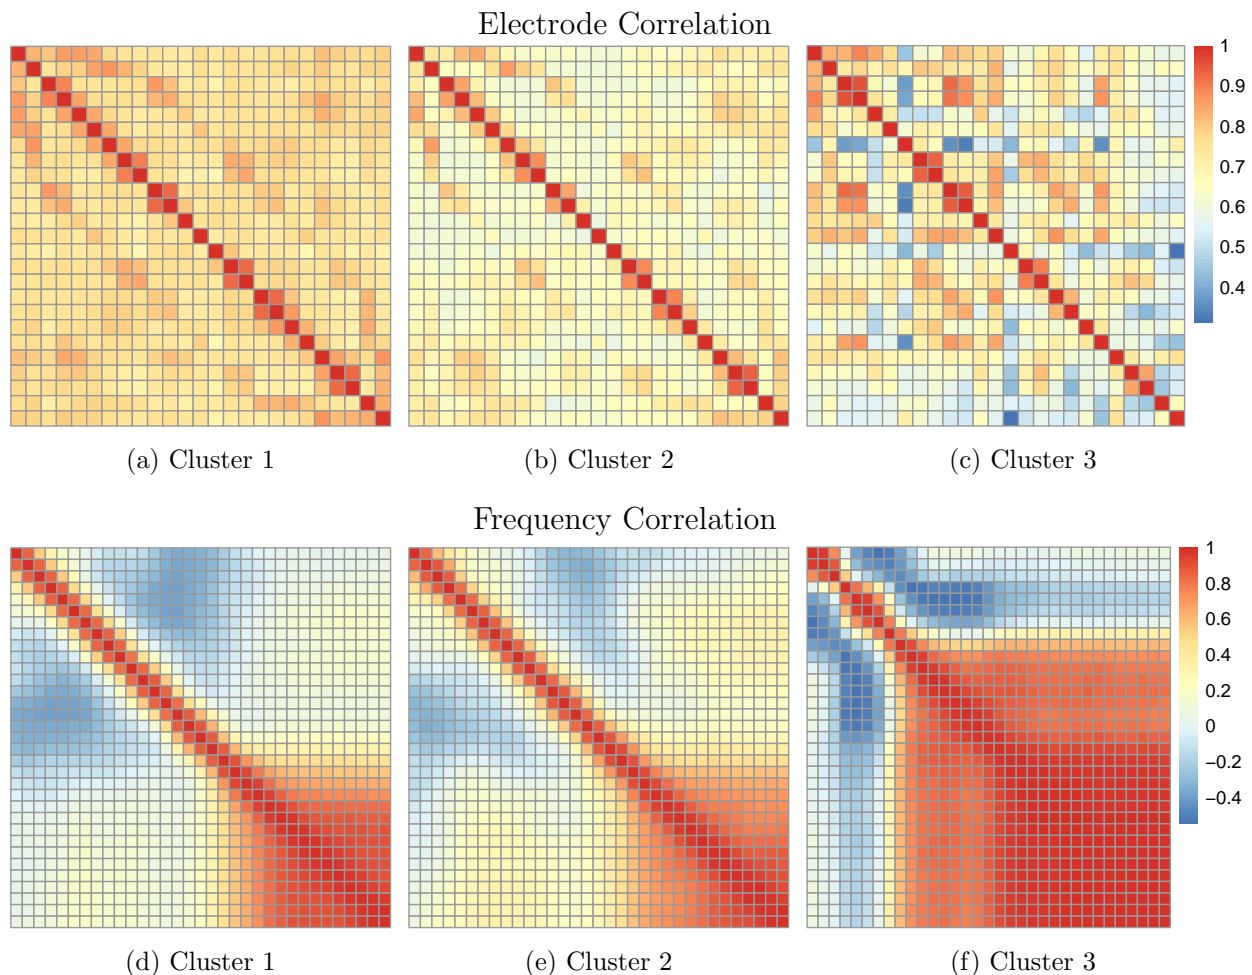 Electrode Correlation
1
0.9
0.8
0.7
0.6
0.5
0.4
(a) Cluster 1
(b) Cluster 2
(c) Cluster 3
Frequency Correlation
1
0.8
0.6
0.4
0.2
0
−0.2
−0.4
(d) Cluster 1
(e) Cluster 2
(f) Cluster 3